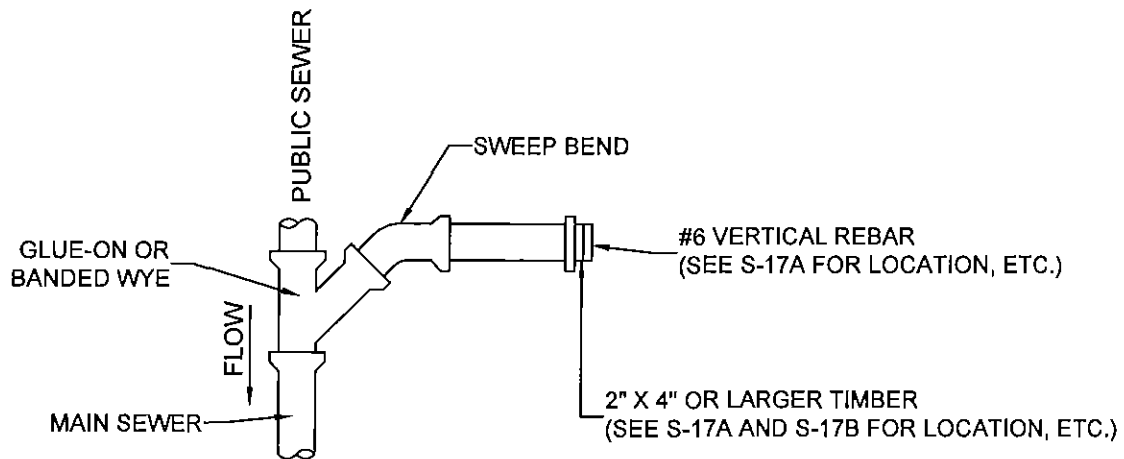 PUBLIC SEWER
SWEEP BEND
GLUE-ON OR
BANDED WYE
#6 VERTICAL REBAR
(SEE S-17A FOR LOCATION, ETC.)
FLOW
MAIN SEWER
2" X 4" OR LARGER TIMBER
(SEE S-17A AND S-17B FOR LOCATION, ETC.)